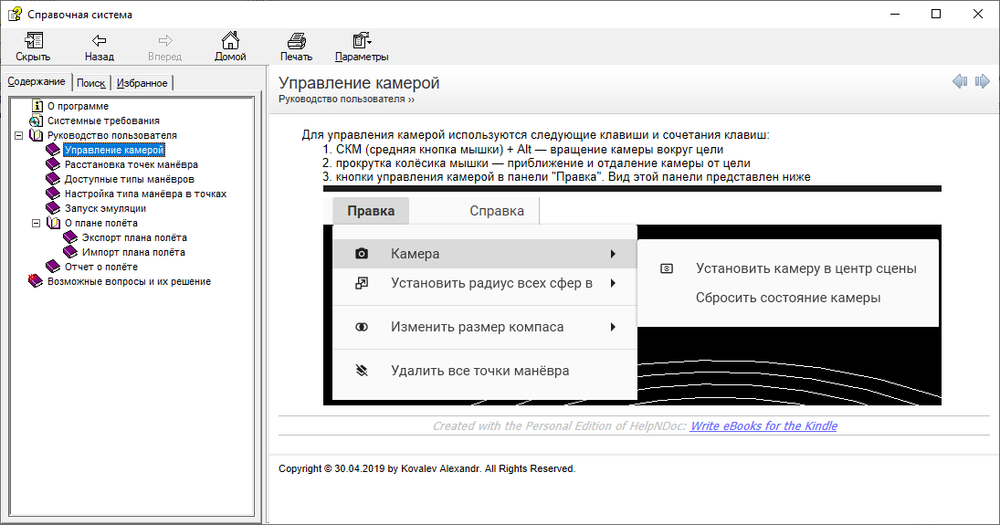 Справочная система
Скрыть
Назад
Вперед
Домой
Печать
Параметры
Содержание
Поиск
Избранное
О программе
Системные требования
Руководство пользователя
Управление камерой
Расстановка точек манёвра
Доступные типы манёвров
Настройка типа манёвра в точках
Запуск эмуляции
О плане полёта
Экспорт плана полёта
Импорт плана полёта
Отчет о полёте
Возможные вопросы и их решение
Управление камерой
Руководство пользователя ››
Для управления камерой используются следующие клавиши и сочетания клавиш:
1. СКМ (средняя кнопка мышки) + Alt — вращение камеры вокруг цели
2. прокрутка колёсика мышки — приближение и отдаление камеры от цели
3. кнопки управления камерой в панели "Правка". Вид этой панели представлен ниже
Правка Справка
Камера
Установить радиус всех сфер в
Изменить размер компаса
Удалить все точки манёвра
Установить камеру в центр сцены
Сбросить состояние камеры
Created with the Personal Edition of HelpNDoc: Write eBooks for the Kindle
Copyright © 30.04.2019 by Kovalev Alexandr. All Rights Reserved.